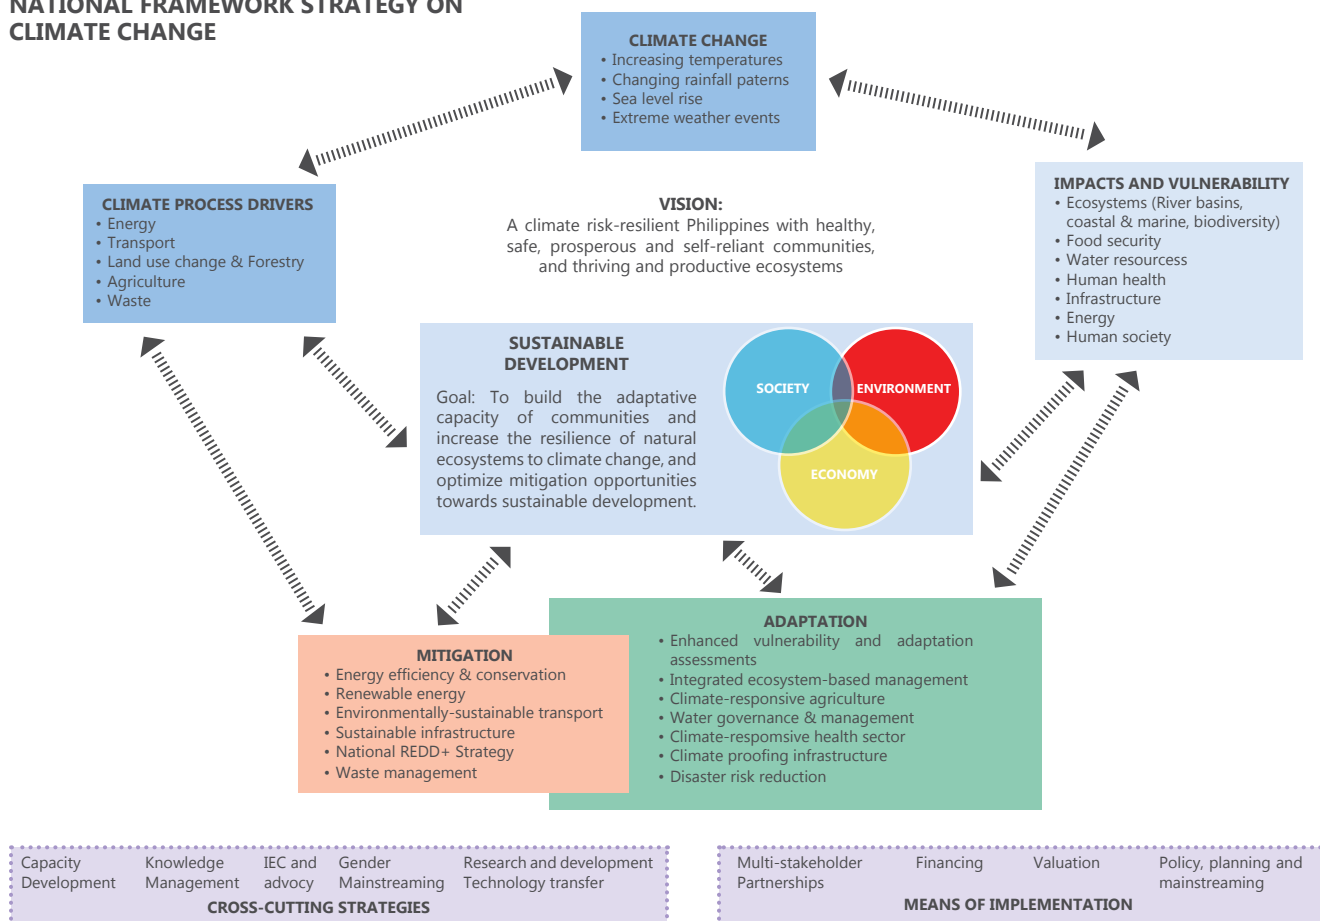 NATIONAL FRAMEWORK STRATEGY ON
CLIMATE CHANGE
CLIMATE CHANGE
• Increasing temperatures
• Changing rainfall paterns
• Sea level rise
• Extreme weather events
CLIMATE PROCESS DRIVERS
• Energy
• Transport
• Land use change & Forestry
• Agriculture
• Waste
VISION:
A climate risk-resilient Philippines with healthy,
safe, prosperous and self-reliant communities,
and thriving and productive ecosystems
IMPACTS AND VULNERABILITY
• Ecosystems (River basins,
coastal & marine, biodiversity)
• Food security
• Water resourcess
• Human health
• Infrastructure
• Energy
• Human society
SUSTAINABLE
DEVELOPMENT
Goal: To build the adaptative
capacity of communities and
increase the resilience of natural
ecosystems to climate change, and
optimize mitigation opportunities
towards sustainable development.
SOCIETY
ENVIRONMENT
ECONOMY
MITIGATION
• Energy efficiency & conservation
• Renewable energy
• Environmentally-sustainable transport
• Sustainable infrastructure
• National REDD+ Strategy
• Waste management
ADAPTATION
• Enhanced vulnerability and adaptation
assessments
• Integrated ecosystem-based management
• Climate-responsive agriculture
• Water governance & management
• Climate-respomsive health sector
• Climate proofing infrastructure
• Disaster risk reduction
Capacity
Development
Knowledge
Management
IEC and
advocy
Gender
Mainstreaming
Research and development
Technology transfer
CROSS-CUTTING STRATEGIES
Multi-stakeholder
Partnerships
Financing
Valuation
Policy, planning and
mainstreaming
MEANS OF IMPLEMENTATION